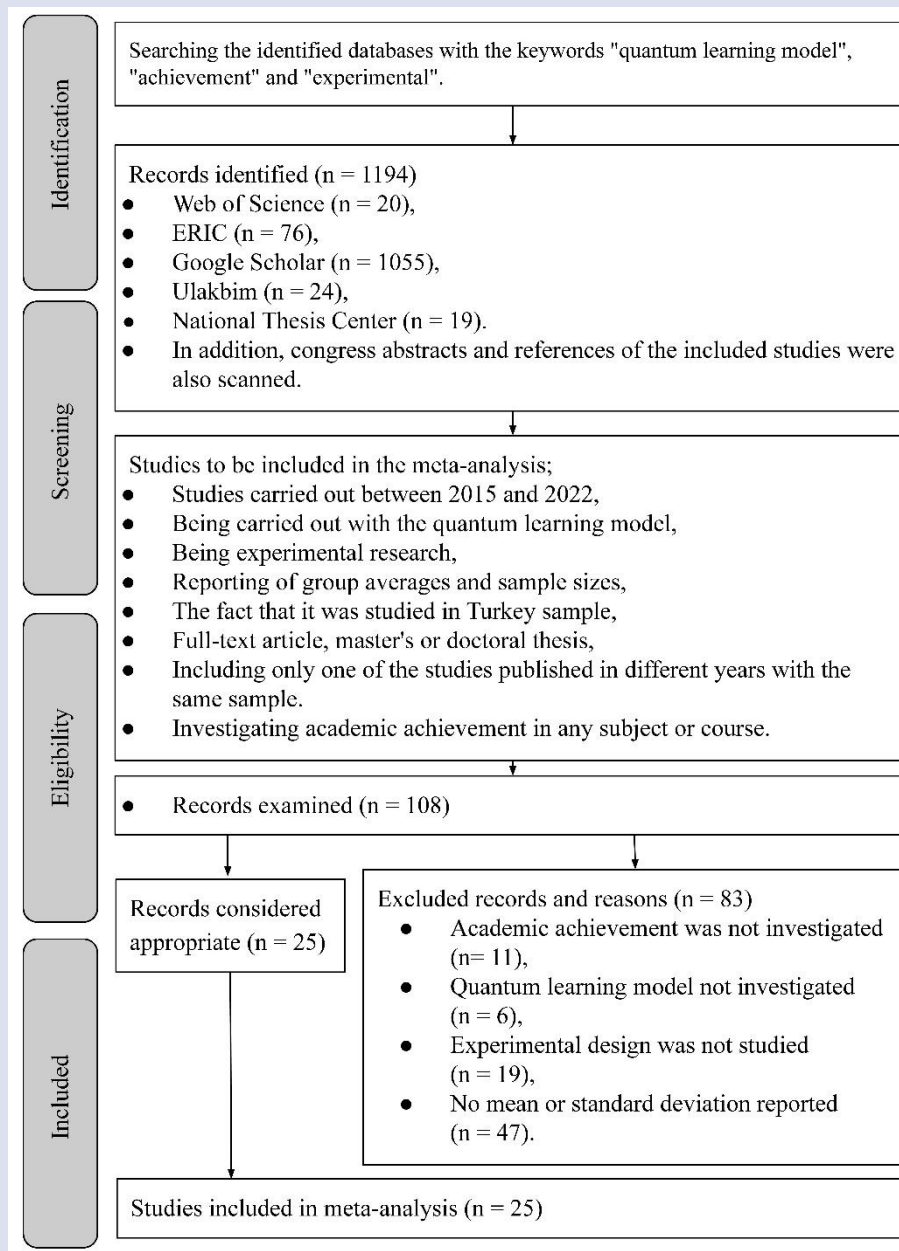 Identification
Searching the identified databases with the keywords "quantum learning model",
"achievement" and "experimental".
Records identified (n = 1194)
● Web of Science (n = 20),
● ERIC (n = 76),
● Google Scholar (n = 1055),
● Ulakbim (n = 24),
● National Thesis Center (n = 19).
● In addition, congress abstracts and references of the included studies were
also scanned.
Screening
Studies to be included in the meta-analysis;
● Studies carried out between 2015 and 2022,
● Being carried out with the quantum learning model,
● Being experimental research,
● Reporting of group averages and sample sizes,
● The fact that it was studied in Turkey sample,
● Full-text article, master's or doctoral thesis,
● Including only one of the studies published in different years with the
same sample.
● Investigating academic achievement in any subject or course.
Eligibility
● Records examined (n = 108)
Records considered
appropriate (n = 25)
Excluded records and reasons (n = 83)
● Academic achievement was not investigated
(n= 11),
● Quantum learning model not investigated
(n = 6),
● Experimental design was not studied
(n = 19),
● No mean or standard deviation reported
(n = 47).
Included
Studies included in meta-analysis (n = 25)